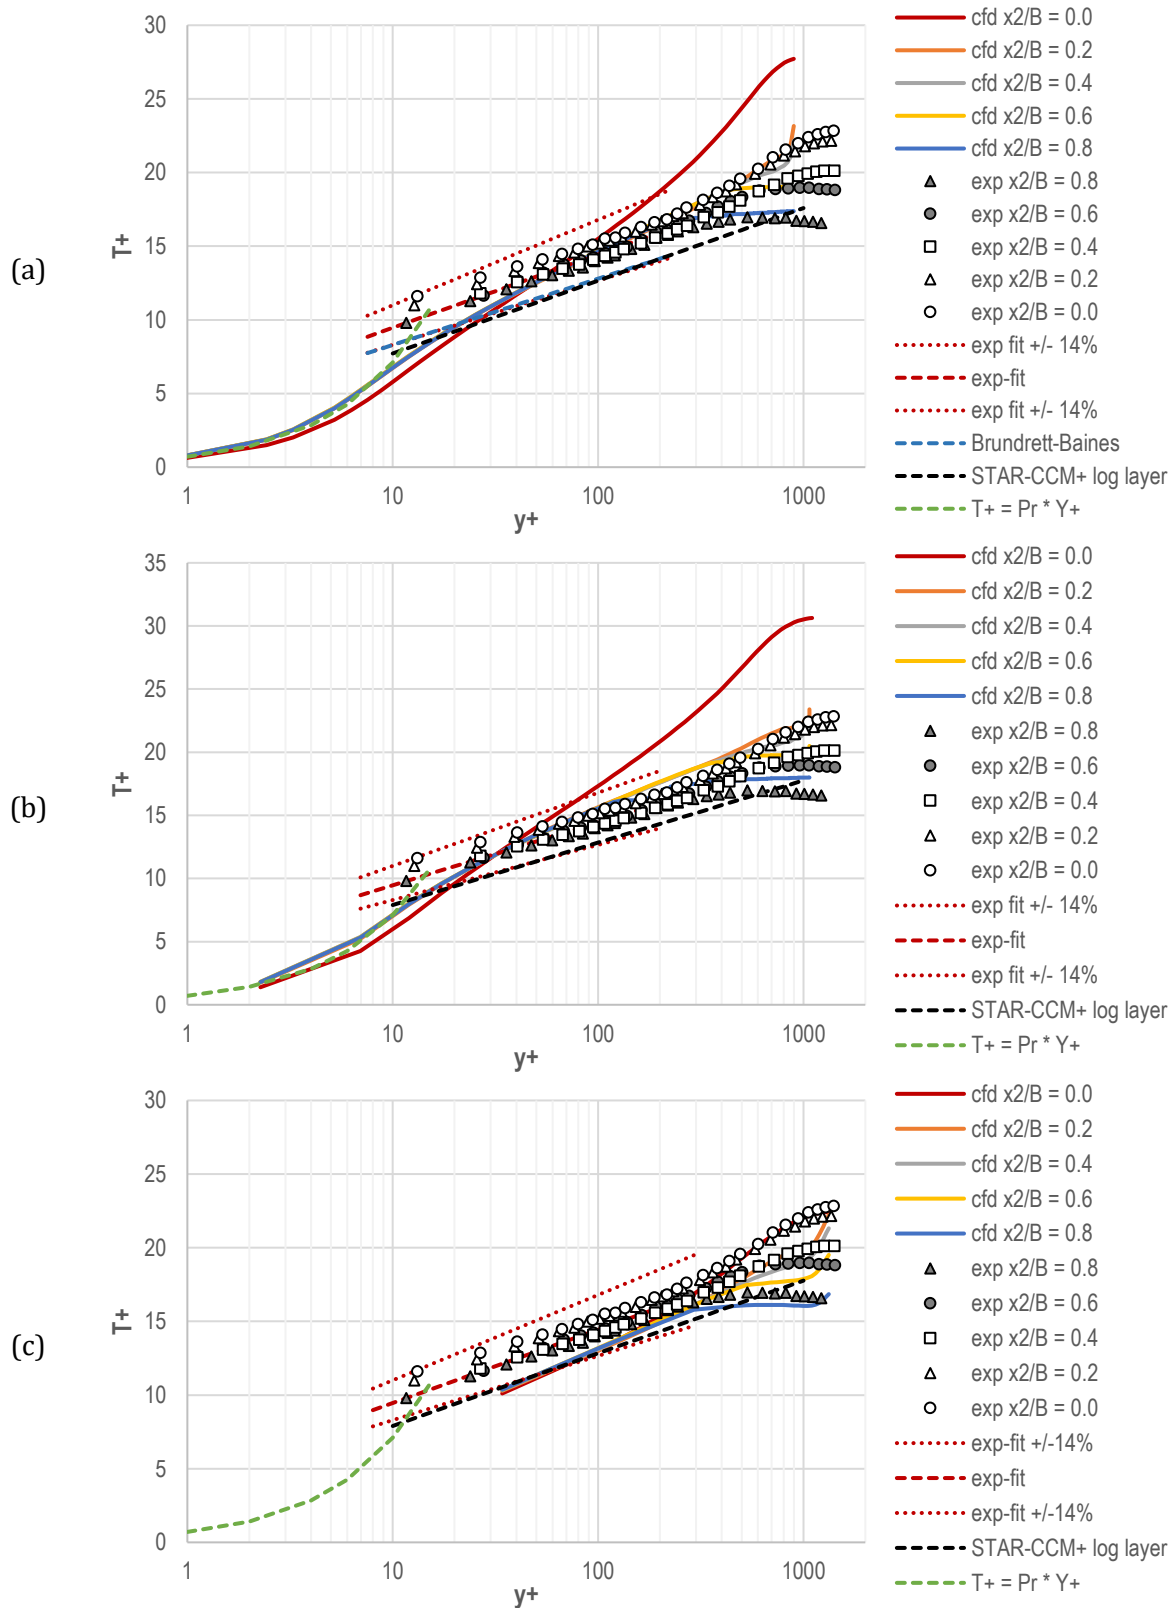 (a)
T+
30
25
20
15
10
5
0
1
10
100
1000
y+
cfd x2/B = 0.0
cfd x2/B = 0.2
cfd x2/B = 0.4
cfd x2/B = 0.6
cfd x2/B = 0.8
exp x2/B = 0.8
exp x2/B = 0.6
exp x2/B = 0.4
exp x2/B = 0.2
exp x2/B = 0.0
exp fit +/- 14%
exp-fit
exp fit +/- 14%
Brundrett-Baines
STAR-CCM+ log layer
T+ = Pr * Y+
(b)
T+
35
30
25
20
15
10
5
0
1
10
100
1000
y+
cfd x2/B = 0.0
cfd x2/B = 0.2
cfd x2/B = 0.4
cfd x2/B = 0.6
cfd x2/B = 0.8
exp x2/B = 0.8
exp x2/B = 0.6
exp x2/B = 0.4
exp x2/B = 0.2
exp x2/B = 0.0
exp fit +/- 14%
exp-fit
exp fit +/- 14%
STAR-CCM+ log layer
T+ = Pr * Y+
(c)
T+
30
25
20
15
10
5
0
1
10
100
1000
y+
cfd x2/B = 0.0
cfd x2/B = 0.2
cfd x2/B = 0.4
cfd x2/B = 0.6
cfd x2/B = 0.8
exp x2/B = 0.8
exp x2/B = 0.6
exp x2/B = 0.4
exp x2/B = 0.2
exp x2/B = 0.0
exp-fit +/-14%
exp-fit
exp-fit +/-14%
STAR-CCM+ log layer
T+ = Pr * Y+